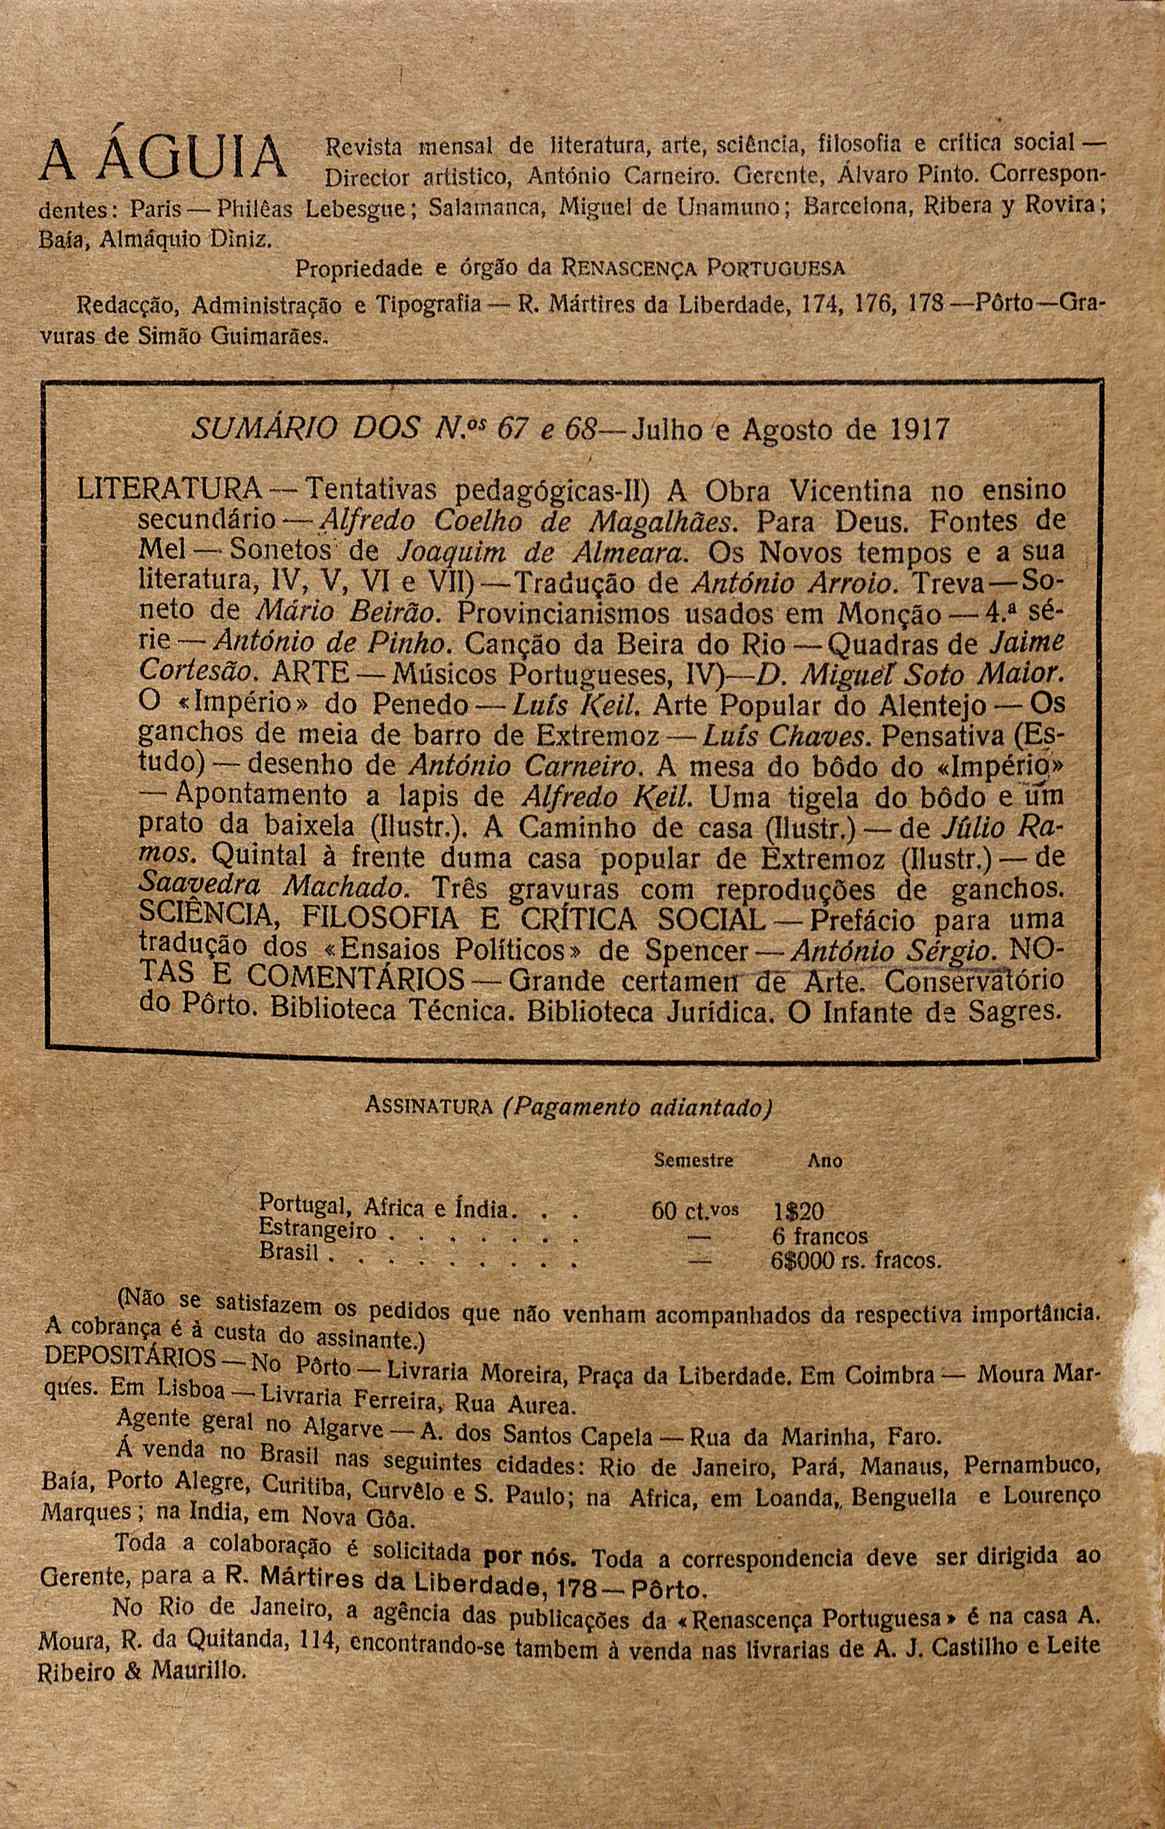 A ÁGUIA Revista mensal de literatura, arte, sciência, filosofia e crítica social —
Director artistico, António Carneiro. Gerente, Álvaro Pinto. Correspon-
dentes: Paris — Philêas Lebesgue; Salamanca, Miguel de Unamuno; Barcelona, Ribera y Rovira;
Baía, Almáquio Diniz.
Propriedade e órgão da RENASCENÇA PORTUGUESA
Redacção, Administração e Tipografia — R. Mártires da Liberdade, 174, 176, 178 — Pôrto — Gra-
vuras de Simão Guimarães.
SUMÁRIO DOS N.os 67 e 68 — Julho e Agosto de 1917
LITERATURA — Tentativas pedagógicas-II) A Obra Vicentina no ensino
secundário — Alfredo Coelho de Magalhães. Para Deus. Fontes de
Mel — Sonetos de Joaquim de Almeara. Os Novos tempos e a sua
literatura, IV, V, VI e VII) — Tradução de António Arroio. Treva — So-
neto de Mário Beirão. Provincianismos usados em Monção — 4.ª sé-
rie — António de Pinho. Canção da Beira do Rio — Quadras de Jaime
Cortesão. ARTE — Músicos Portugueses, IV) — D. Miguel Soto Maior.
O «Império» do Penedo — Luís Keil. Arte Popular do Alentejo — Os
ganchos de meia de barro de Extremoz — Luís Chaves. Pensativa (Es-
tudo) — desenho de António Carneiro. A mesa do bôdo do «Império»
— Apontamento a lapis de Alfredo Keil. Uma tigela do bôdo e um
prato da baixela (Ilustr.). A Caminho de casa (Ilustr.) — de Júlio Ra-
mos. Quintal à frente duma casa popular de Extremoz (Ilustr.) — de
Saavedra Machado. Três gravuras com reproduções de ganchos.
SCIÊNCIA, FILOSOFIA E CRÍTICA SOCIAL — Prefácio para uma
tradução dos «Ensaios Políticos» de Spencer — António Sérgio. NO-
TAS E COMENTÁRIOS — Grande certamen de Arte. Conservatório
do Pôrto. Biblioteca Técnica. Biblioteca Jurídica. O Infante de Sagres.
ASSINATURA (Pagamento adiantado)
Semestre Ano
Portugal, Africa e Índia. . . 60 ct.vos 1$20
Estrangeiro . . . . . . . — 6 francos
Brasil . . . . . . . . . — 6$000 rs. fracos.
(Não se satisfazem os pedidos que não venham acompanhados da respectiva importância.
A cobrança é à custa do assinante.)
DEPOSITÁRIOS — No Pôrto — Livraria Moreira, Praça da Liberdade. Em Coimbra — Moura Mar-
ques. Em Lisboa — Livraria Ferreira, Rua Aurea.
Agente geral no Algarve — A. dos Santos Capela — Rua da Marinha, Faro.
Á venda no Brasil nas seguintes cidades: Rio de Janeiro, Pará, Manaus, Pernambuco,
Baía, Porto Alegre, Curitiba, Curvêlo e S. Paulo; na Africa, em Loanda, Benguella e Lourenço
Marques; na India, em Nova Gôa.
Toda a colaboração é solicitada por nós. Toda a correspondencia deve ser dirigida ao
Gerente, para a R. Mártires da Liberdade, 178 — Pôrto.
No Rio de Janeiro, a agência das publicações da «Renascença Portuguesa» é na casa A.
Moura, R. da Quitanda, 114, encontrando-se tambem à venda nas livrarias de A. J. Castilho e Leite
Ribeiro & Maurillo.